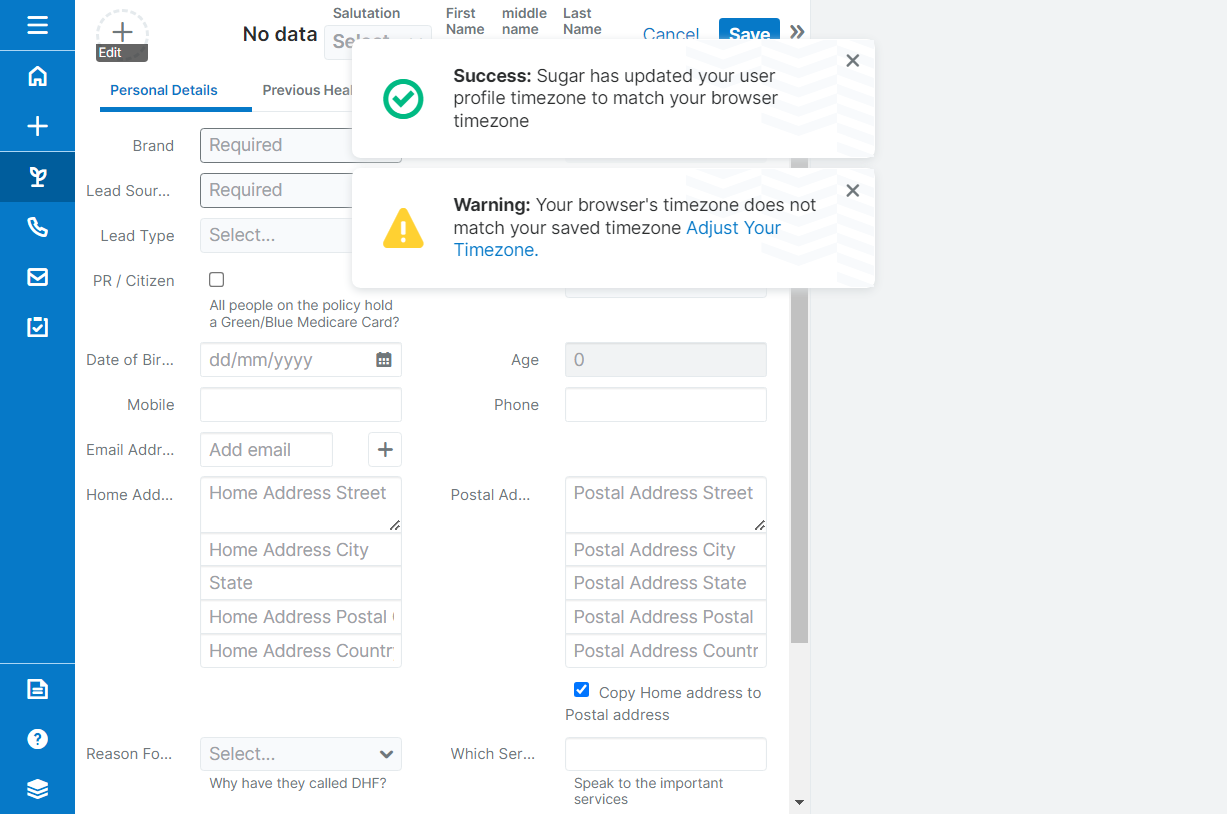 Edit
No data
Salutation
First Name
middle name
Last Name
Cancel
Save
Personal Details
Success: Sugar has updated your user
profile timezone to match your browser
timezone
Warning: Your browser's timezone does not
match your saved timezone Adjust Your
Timezone.
Brand
Required
Lead Sour...
Required
Lead Type
Select...
PR / Citizen
All people on the policy hold
a Green/Blue Medicare Card?
Date of Bir...
dd/mm/yyyy
Age
0
Mobile
Phone
Email Addr...
Add email
Home Add...
Home Address Street
Home Address City
State
Home Address Postal
Home Address Countr
Postal Ad...
Postal Address Street
Postal Address City
Postal Address State
Postal Address Postal
Postal Address Countr
Copy Home address to
Postal address
Reason Fo...
Select...
Why have they called DHF?
Which Ser...
Speak to the important
services